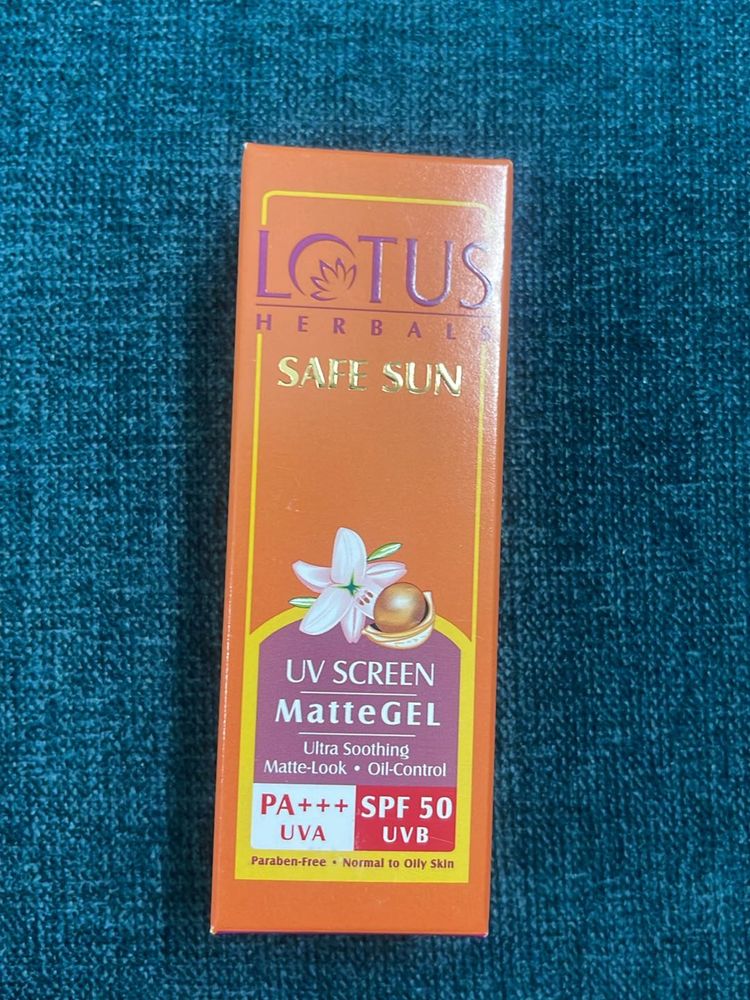 LOTUS
HERBALS
SAFE SUN
UV SCREEN
MatteGEL
Ultra Soothing
Matte-Look • Oil-Control
PA+++ SPF 50
UVA UVB
Paraben-Free • Normal to Oily Skin